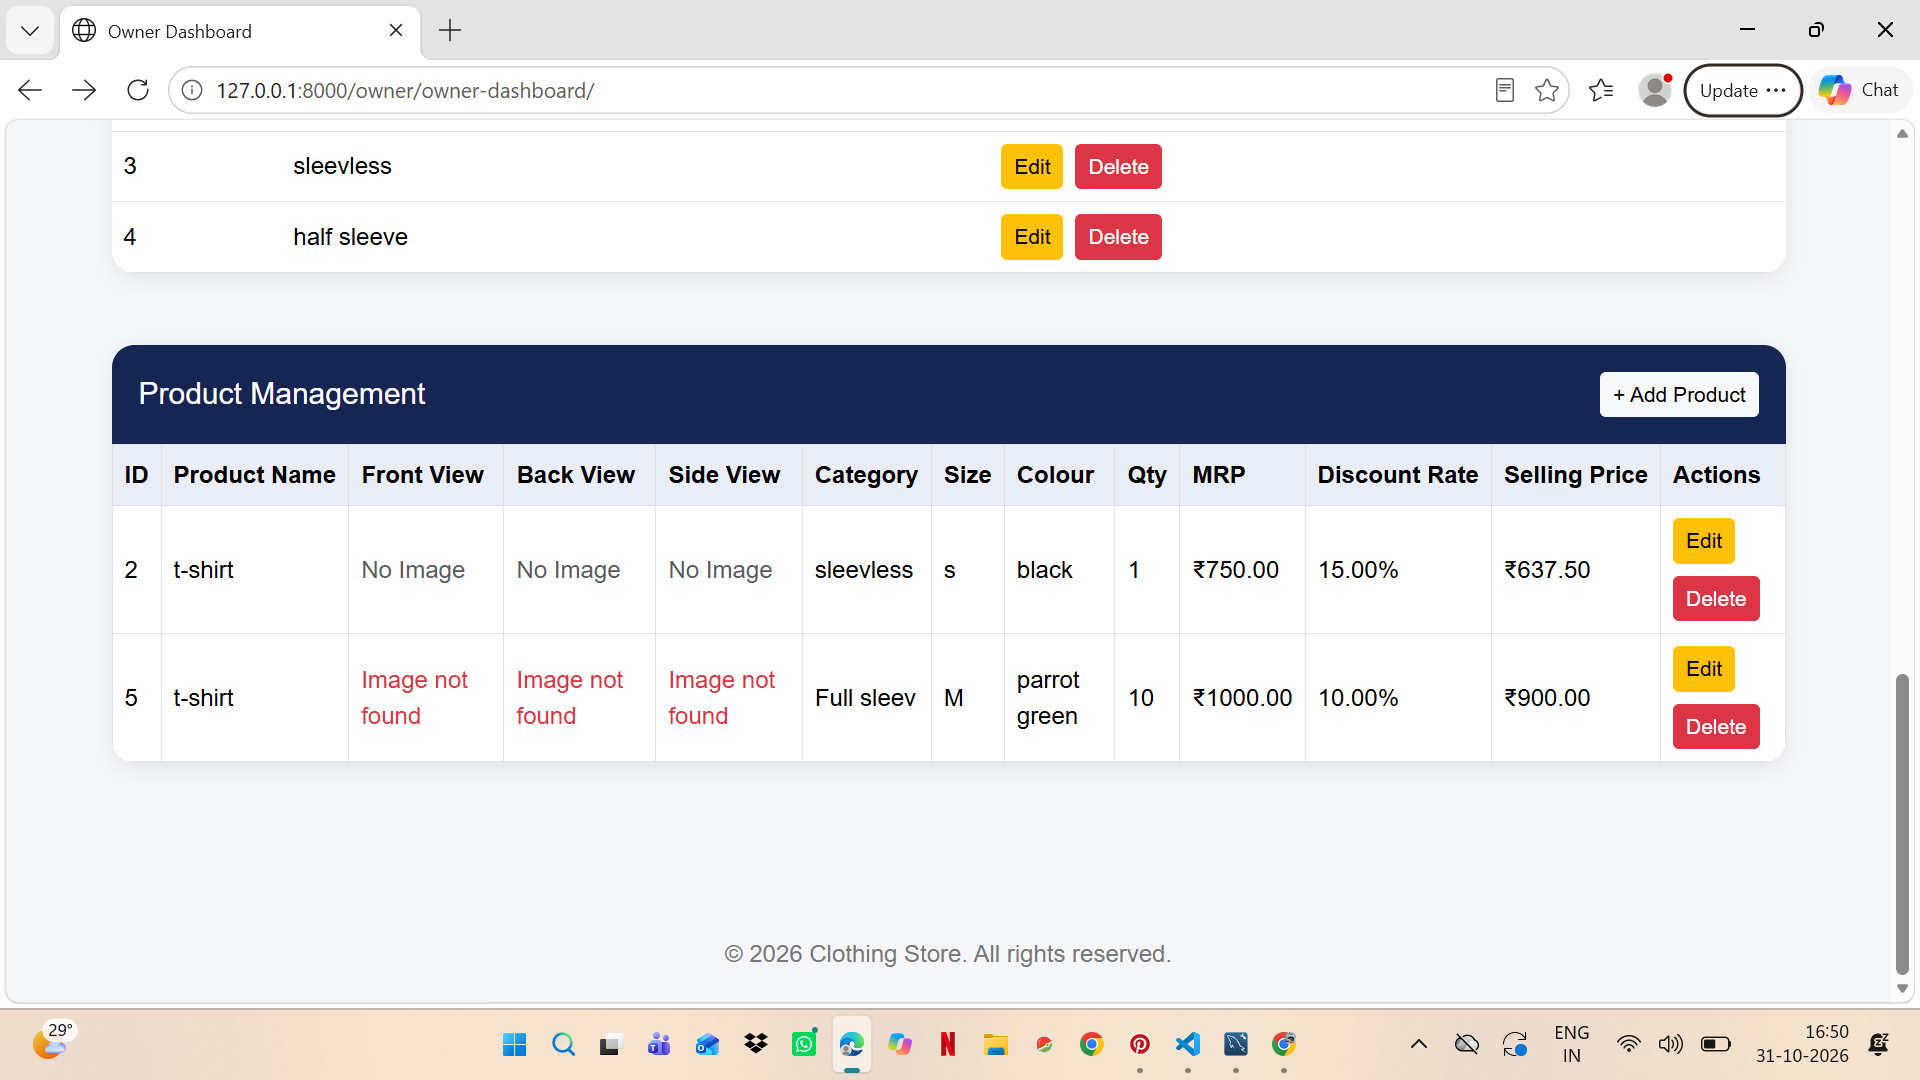 Owner Dashboard
127.0.0.1:8000/owner/owner-dashboard/
Update
Chat
3 sleevless Edit Delete
4 half sleeve Edit Delete
Product Management
+ Add Product
ID Product Name Front View Back View Side View Category Size Colour Qty MRP Discount Rate Selling Price Actions
2 t-shirt No Image No Image No Image sleevless s black 1 ₹750.00 15.00% ₹637.50 Edit
Delete
5 t-shirt Image not found Image not found Image not found Full sleev M parrot green 10 ₹1000.00 10.00% ₹900.00 Edit
Delete
© 2026 Clothing Store. All rights reserved.
29°
ENG
IN
16:50
31-10-2026